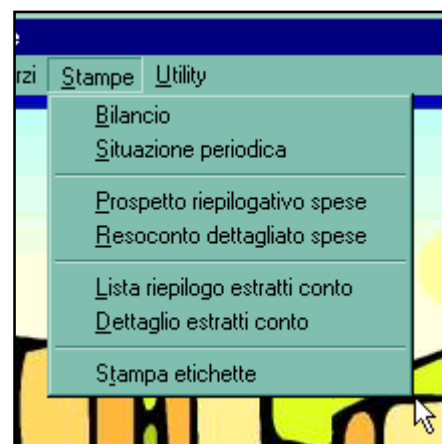 Stampe Utility
Bilancio
Situazione periodica
Prospetto riepilogativo spese
Resoconto dettagliato spese
Lista riepilogo estratti conto
Dettaglio estratti conto
Stampa etichette